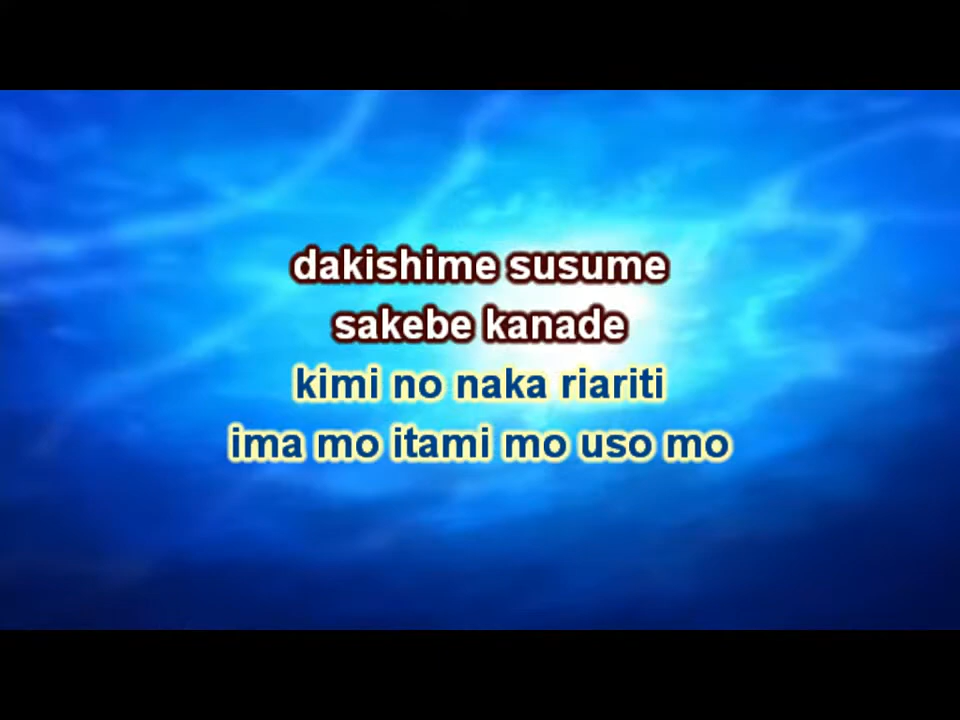 dakishime susume
sakebe kanade
kimi no naka riariti
ima mo itami mo uso mo